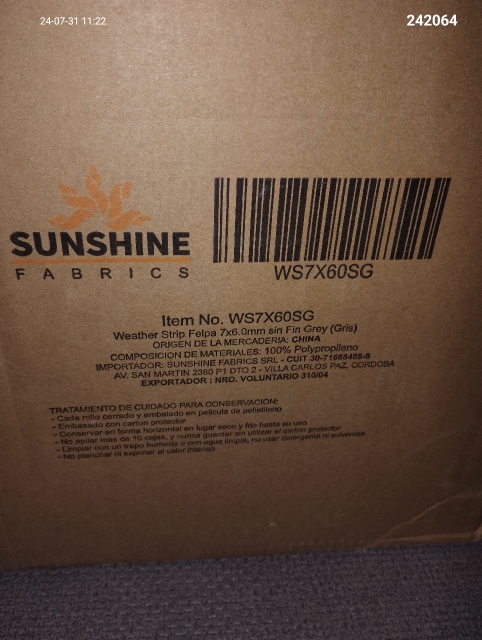 24-07-31 11:22
242064
SUNSHINE
FABRICS
WS7X60SG
Item No. WS7X60SG
Weather Strip Felpa 7x6.0mm sin Fin Grey (Gris)
ORIGEN DE LA MERCADERIA: CHINA
COMPOSICION DE MATERIALES: 100% Polypropileno
IMPORTADOR: SUNSHINE FABRICS SRL - CUIT 30-71668488-8
AV. SAN MARTIN 2380 P1 DTO 2 - VILLA CARLOS PAZ, CORDOBA
EXPORTADOR : NRO. VOLUNTARIO 310/04
TRATAMIENTO DE CUIDADO PARA CONSERVACION:
- Cada rollo cerrado y embalado en pelicula de polietileno
- Embasado con carton protector
- Conservar en forma horizontal en lugar seco y frio hasta su uso
- No apilar mas de 10 cajas, y nunca guardar sin utilizar el carton protector
- Limpiar con un trapo humedo o con agua limpia, no usar detergente ni solventes
- No planchar ni exponer al calor intenso